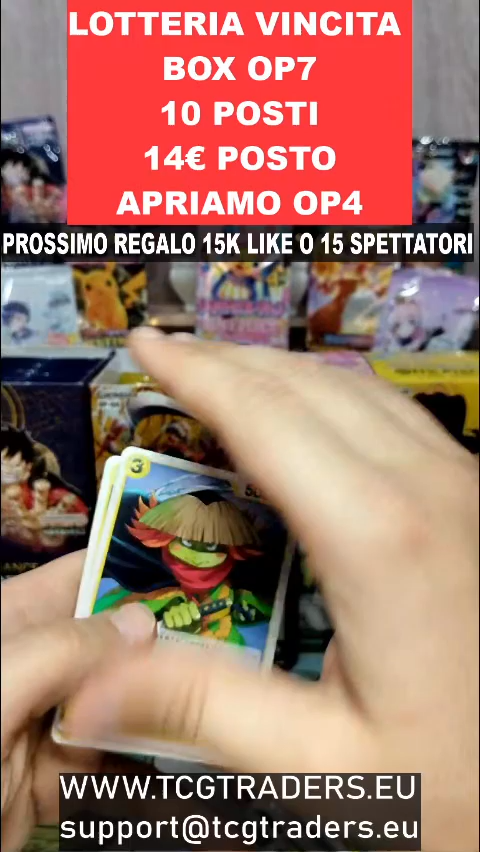 LOTTERIA VINCITA
BOX OP7
10 POSTI
14€ POSTO
APRIAMO OP4
PROSSIMO REGALO 15K LIKE O 15 SPETTATORI
3
WWW.TCGTRADERS.EU
support@tcgtraders.eu